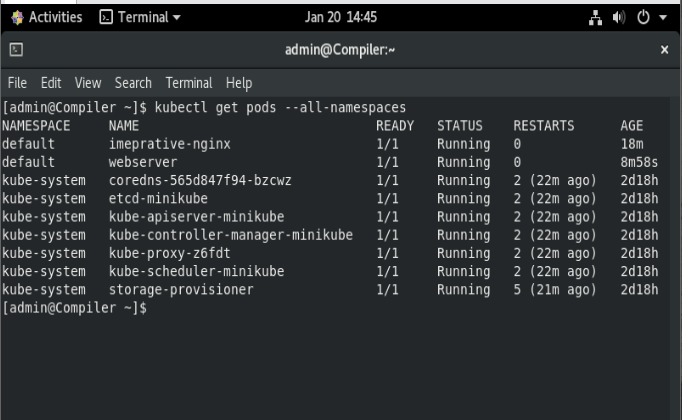 Activities Terminal Jan 20 14:45
admin@Compiler:~ ×
File Edit View Search Terminal Help
[admin@Compiler ~]$ kubectl get pods --all-namespaces
NAMESPACE NAME READY STATUS RESTARTS AGE
default imeprative-nginx 1/1 Running 0 18m
default webserver 1/1 Running 0 8m58s
kube-system coredns-565d847f94-bzcwz 1/1 Running 2 (22m ago) 2d18h
kube-system etcd-minikube 1/1 Running 2 (22m ago) 2d18h
kube-system kube-apiserver-minikube 1/1 Running 2 (22m ago) 2d18h
kube-system kube-controller-manager-minikube 1/1 Running 2 (22m ago) 2d18h
kube-system kube-proxy-z6fdt 1/1 Running 2 (22m ago) 2d18h
kube-system kube-scheduler-minikube 1/1 Running 2 (22m ago) 2d18h
kube-system storage-provisioner 1/1 Running 5 (21m ago) 2d18h
[admin@Compiler ~]$